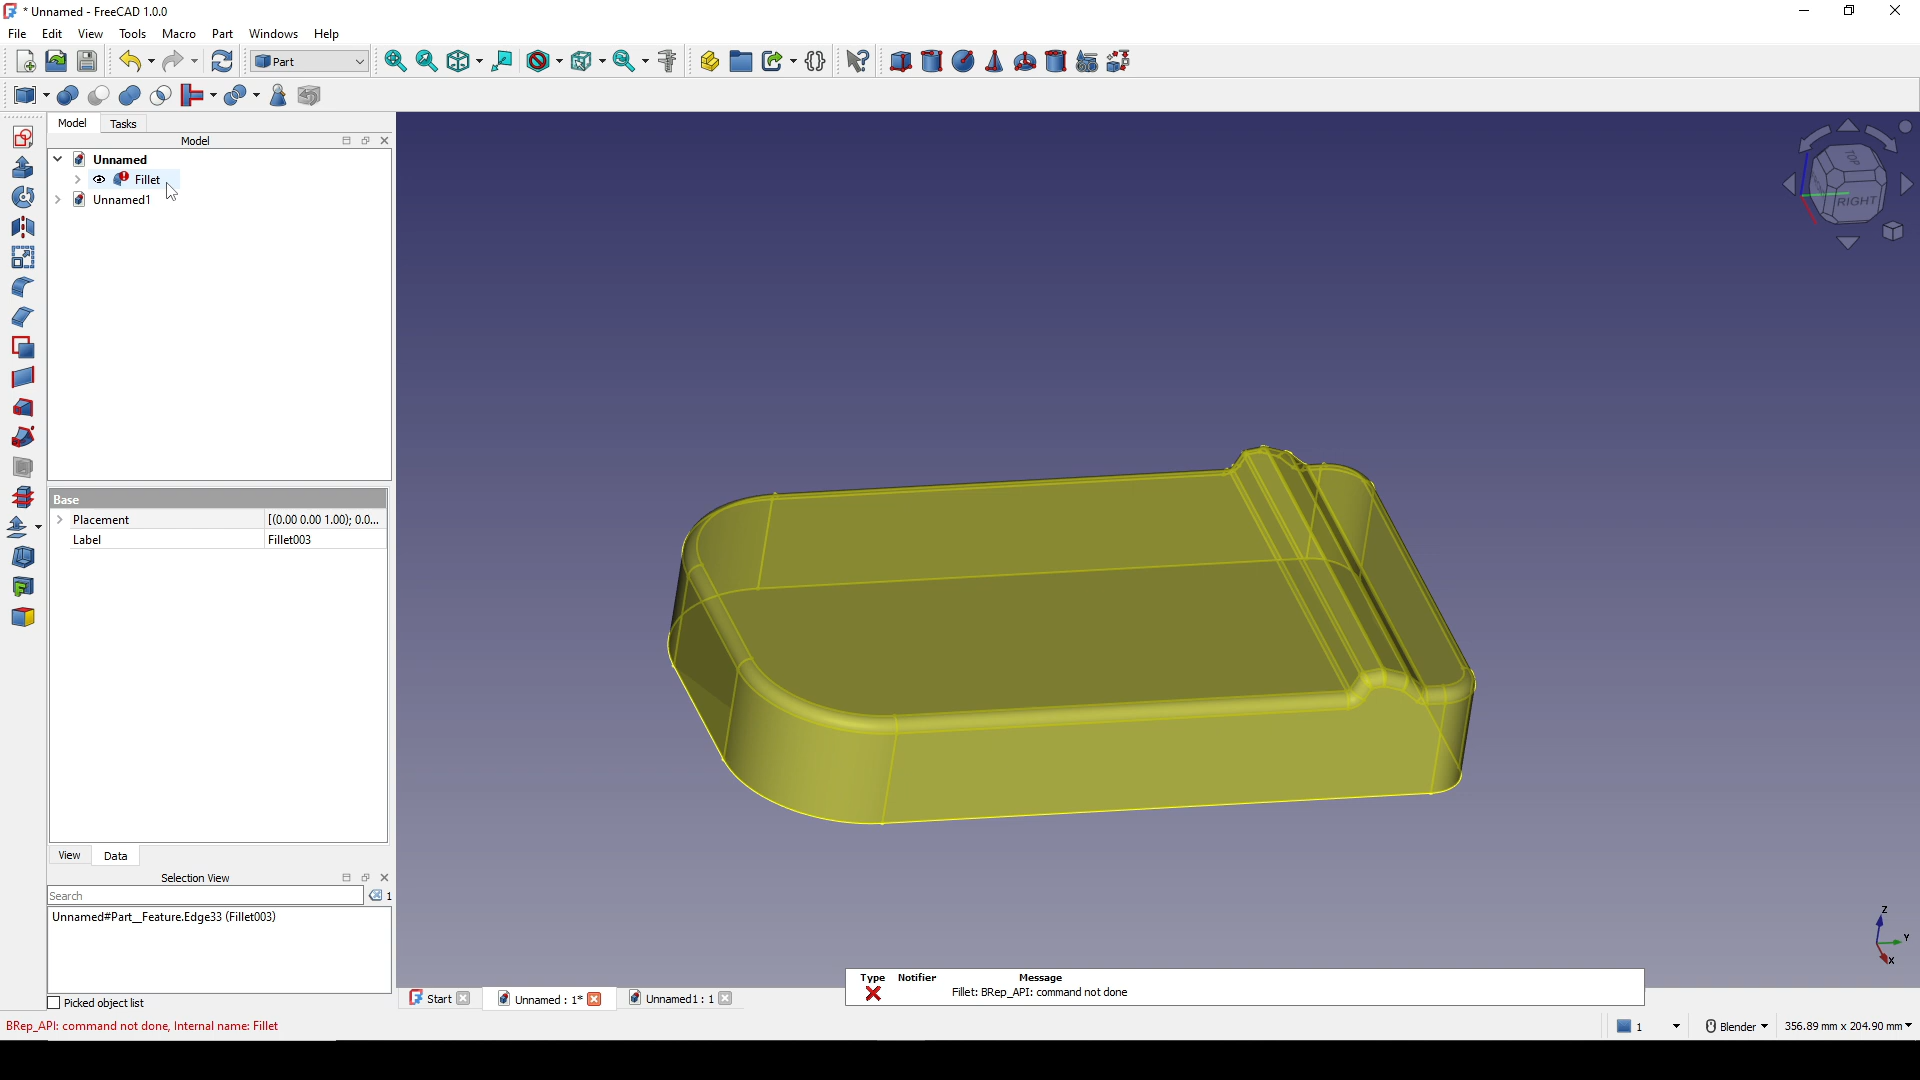 * Unnamed - FreeCAD 1.0.0
File Edit View Tools Macro Part Windows Help
Part
Model Tasks
Model
Unnamed
Fillet
Unnamed1
TOP
RIGHT
Base
Placement [(0.00 0.00 1.00); 0.0...
Label Fillet003
View Data
Selection View
Search 1
Unnamed#Part__Feature.Edge33 (Fillet003)
Picked object list
Z
Y
X
Type Notifier Message
Fillet: BRep_API: command not done
Start Unnamed : 1* Unnamed1 : 1
BRep_API: command not done, Internal name: Fillet
1 Blender 356.89 mm x 204.90 mm